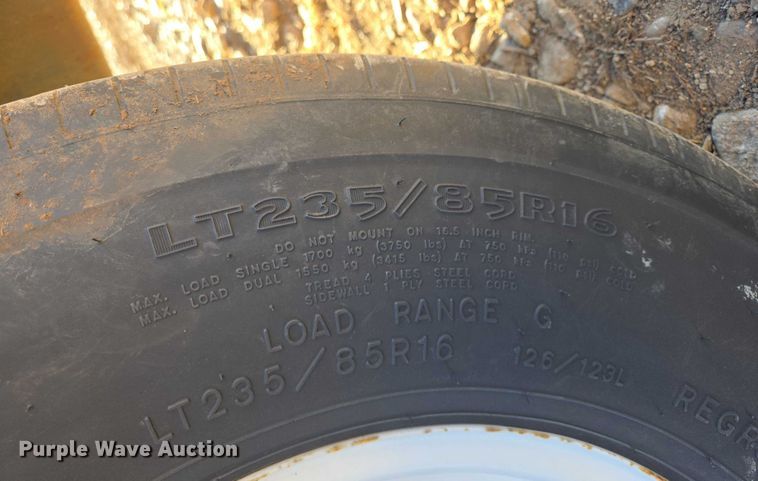 LT235/85R16
DO NOT MOUNT ON 16.5 INCH RIM.
MAX. LOAD SINGLE 1700 kg (3750 lbs) AT 750 kPa (110 psi) COLD
MAX. LOAD DUAL 1550 kg (3415 lbs) AT 750 kPa (110 psi) COLD
TREAD 4 PLIES STEEL CORD
SIDEWALL 1 PLY STEEL CORD
LOAD RANGE G
LT235/85R16 126/123L REGR
Purple Wave Auction